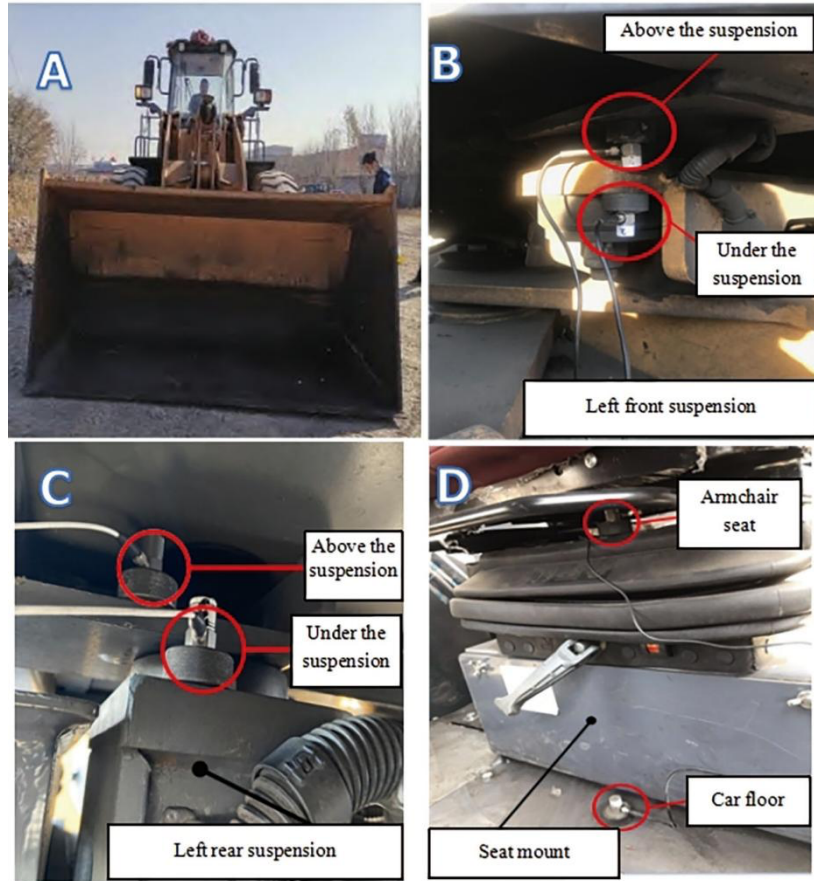 A
B
Above the suspension
Under the
suspension
Left front suspension
C
Above the
suspension
Under the
suspension
Left rear suspension
D
Armchair
seat
Car floor
Seat mount